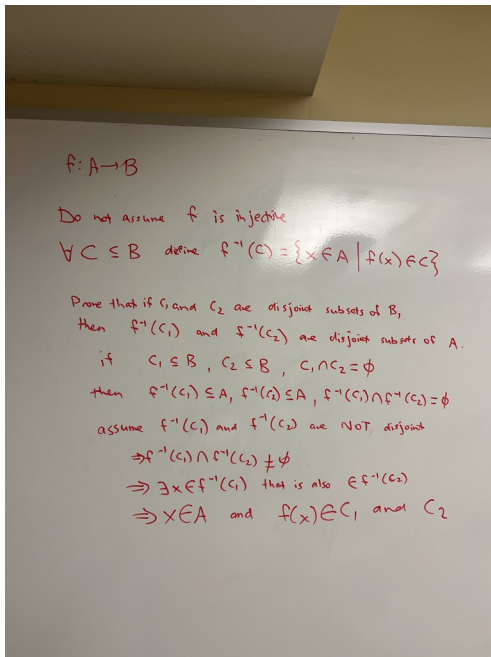 f: A→B
Do not assume f is injective
∀ C ⊆ B define f⁻¹(C) = {x ∈ A | f(x) ∈ C}
Prove that if C₁ and C₂ are disjoint subsets of B,
then f⁻¹(C₁) and f⁻¹(C₂) are disjoint subsets of A.
if C₁ ⊆ B, C₂ ⊆ B, C₁∩C₂ = ϕ
then f⁻¹(C₁) ⊆ A, f⁻¹(C₂) ⊆ A, f⁻¹(C₁)∩f⁻¹(C₂) = ϕ
assume f⁻¹(C₁) and f⁻¹(C₂) are NOT disjoint
⇒ f⁻¹(C₁) ∩ f⁻¹(C₂) ≠ ϕ
⇒ ∃x ∈ f⁻¹(C₁) that is also ∈ f⁻¹(C₂)
⇒ x ∈ A and f(x) ∈ C₁ and C₂